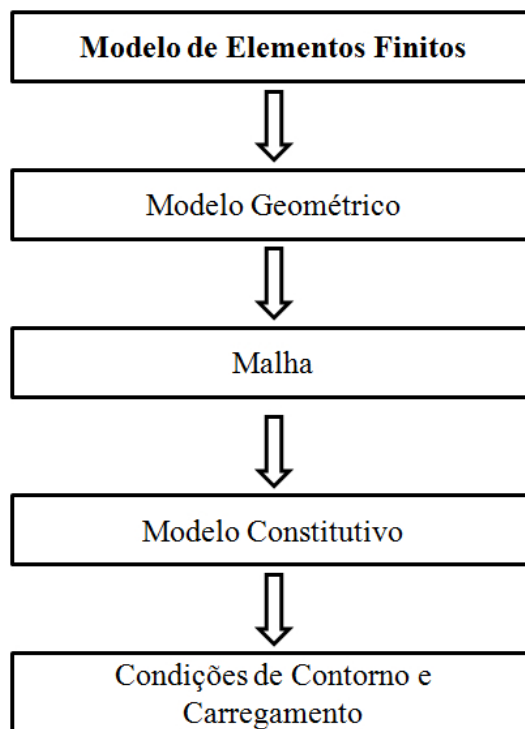 Modelo de Elementos Finitos
Modelo Geométrico
Malha
Modelo Constitutivo
Condições de Contorno e
Carregamento